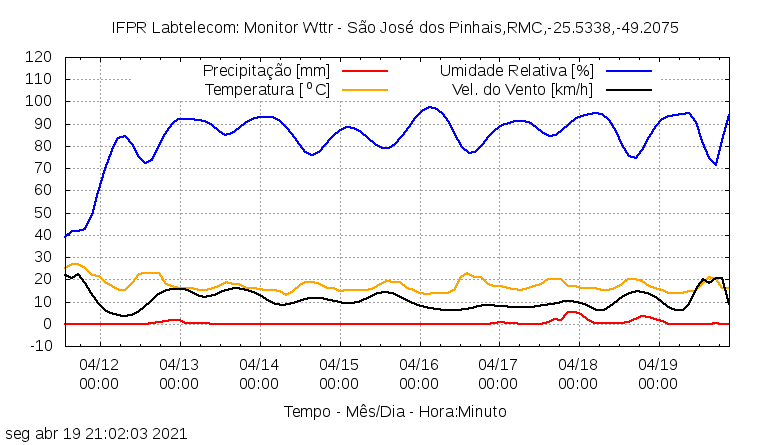 IFPR Labtelecom: Monitor Wttr - São José dos Pinhais,RMC,-25.5338,-49.2075
120
110
100
90
80
70
60
50
40
30
20
10
0
-10
Precipitação [mm]
Temperatura [⁰C]
Umidade Relativa [%]
Vel. do Vento [km/h]
04/12 04/13 04/14 04/15 04/16 04/17 04/18 04/19
00:00 00:00 00:00 00:00 00:00 00:00 00:00 00:00
Tempo - Mês/Dia - Hora:Minuto
seg abr 19 21:02:03 2021